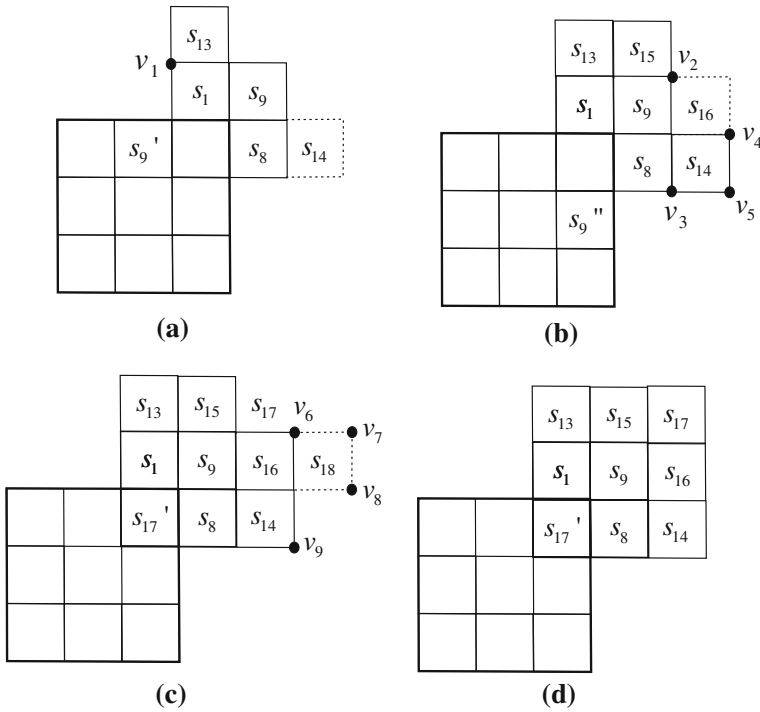 s13
v1
s1 s9
s9' s8 s14
(a)
s13 s15 v2
s1 s9 s16
v4
s8 s14
v3 v5
s9''
(b)
s13 s15 s17 v6 v7
s1 s9 s16 s18
v8
s17' s8 s14
v9
(c)
s13 s15 s17
s1 s9 s16
s17' s8 s14
(d)